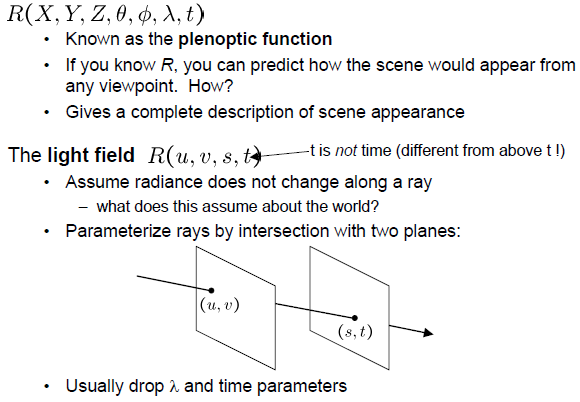 R(X, Y, Z, θ, ϕ, λ, t)
• Known as the plenoptic function
• If you know R, you can predict how the scene would appear from
any viewpoint. How?
• Gives a complete description of scene appearance
The light field R(u, v, s, t) t is not time (different from above t !)
• Assume radiance does not change along a ray
– what does this assume about the world?
• Parameterize rays by intersection with two planes:
(u, v)
(s, t)
• Usually drop λ and time parameters